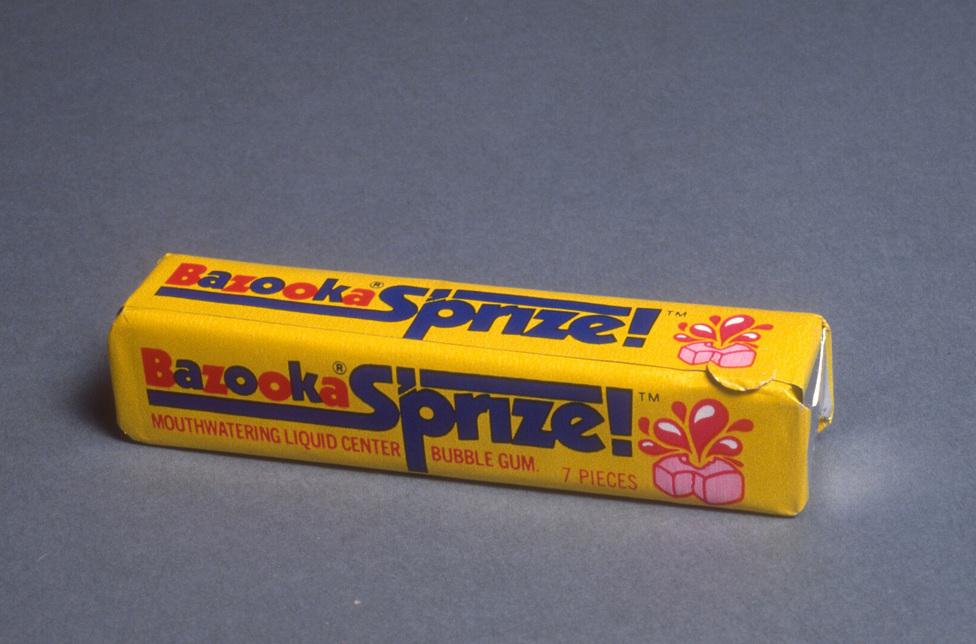 Bazooka® S'prize!™
Bazooka® S'prize!™
MOUTHWATERING LIQUID CENTER BUBBLE GUM. 7 PIECES